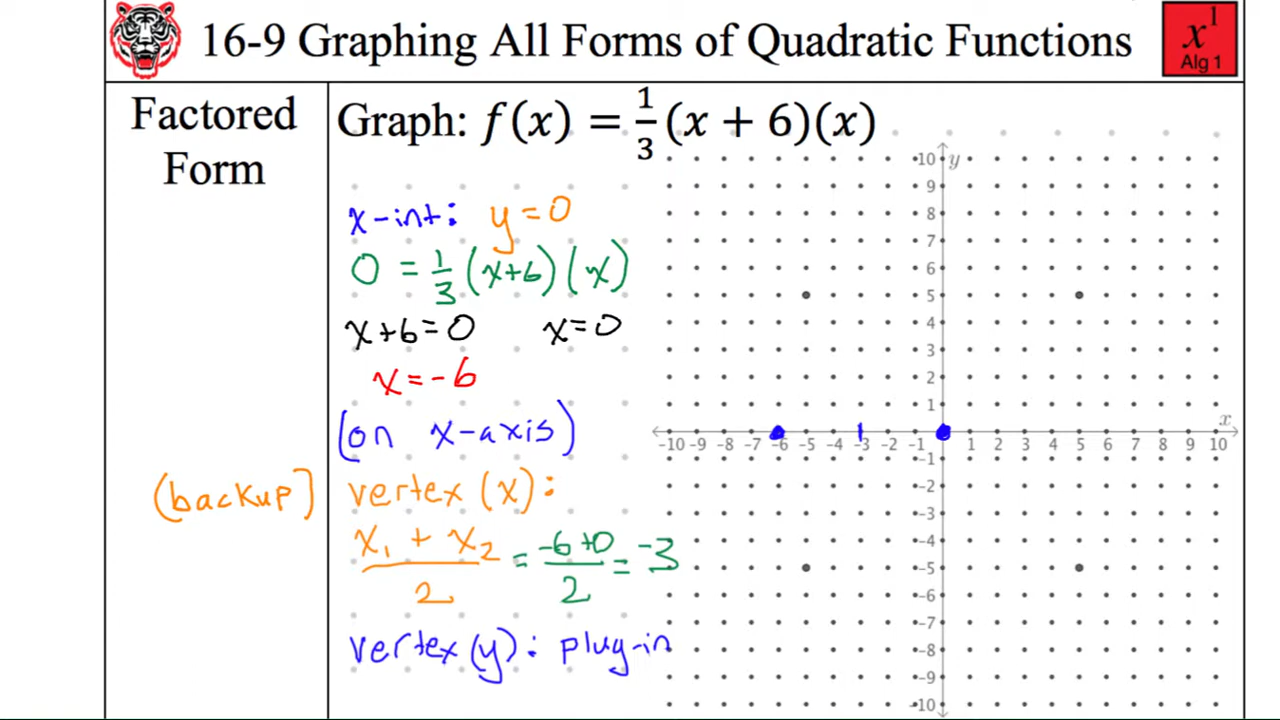 16-9 Graphing All Forms of Quadratic Functions
x¹
Alg 1
Factored
Form
Graph: f(x) = 1/3 (x + 6)(x)
x-int: y = 0
0 = 1/3 (x+6)(x)
x+6=0 x=0
x=-6
(on x-axis)
(backup)
vertex (x):
x₁ + x₂ / 2 = -6+0 / 2 = -3
vertex (y): plug-in
y
10
9
8
7
6
5
4
3
2
1
x
-10 -9 -8 -7 -6 -5 -4 -3 -2 -1 1 2 3 4 5 6 7 8 9 10
-1
-2
-3
-4
-5
-6
-7
-8
-9
-10